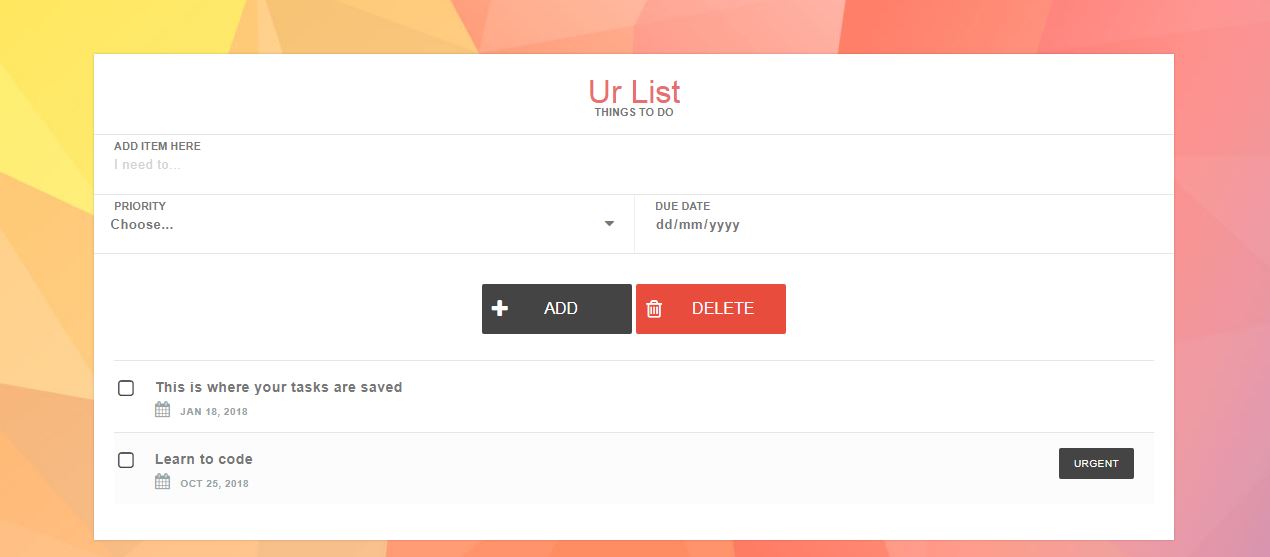 Ur List
THINGS TO DO
ADD ITEM HERE
I need to...
PRIORITY
Choose...
DUE DATE
dd/mm/yyyy
ADD
DELETE
This is where your tasks are saved
JAN 18, 2018
Learn to code
OCT 25, 2018
URGENT